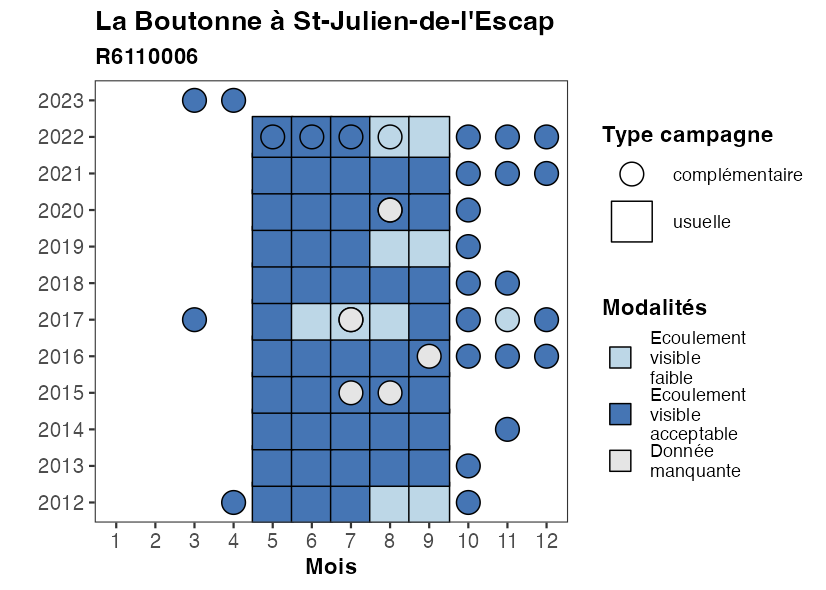 La Boutonne à St-Julien-de-l'Escap
R6110006
2023
2022
2021
2020
2019
2018
2017
2016
2015
2014
2013
2012
1 2 3 4 5 6 7 8 9 10 11 12
Mois
Type campagne
complémentaire
usuelle
Modalités
Ecoulement
visible
faible
Ecoulement
visible
acceptable
Donnée
manquante